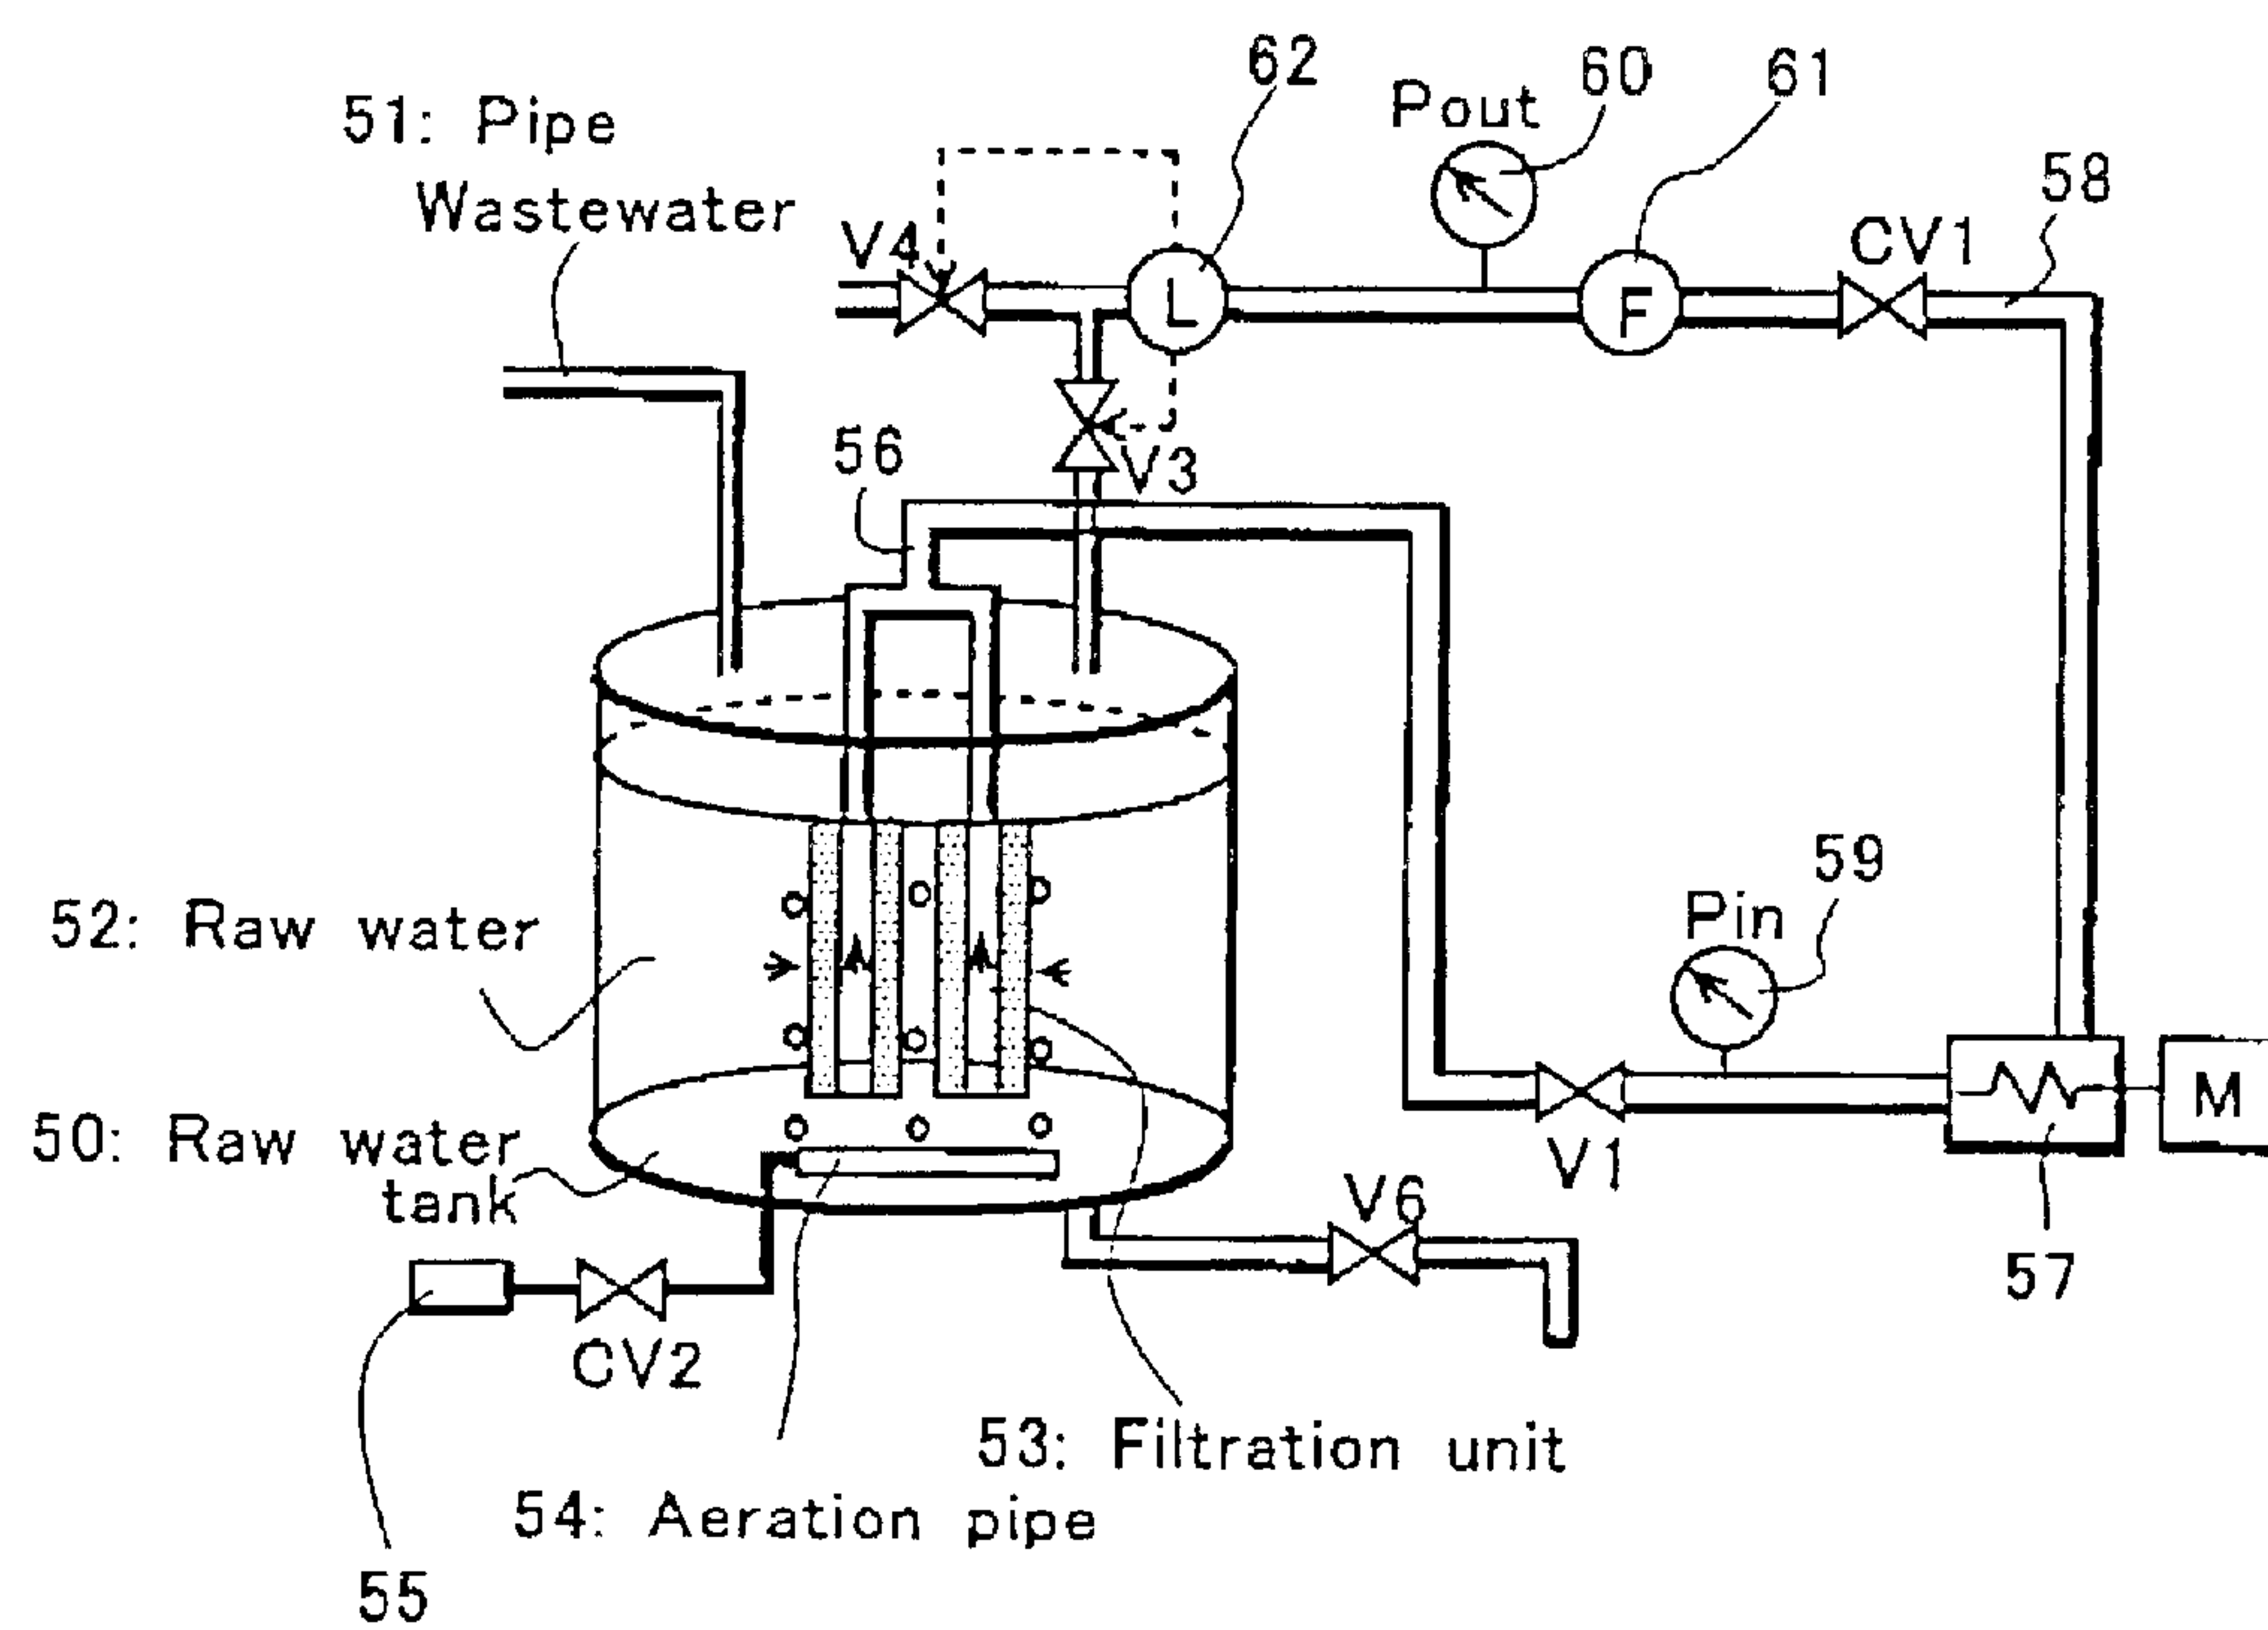 62
60
61
Pout
51: Pipe
Wastewater
58
V4
CV1
L
F
56
V3
59
Pin
52: Raw water
M
50: Raw water
tank
V1
V6
57
CV2
53: Filtration unit
54: Aeration pipe
55